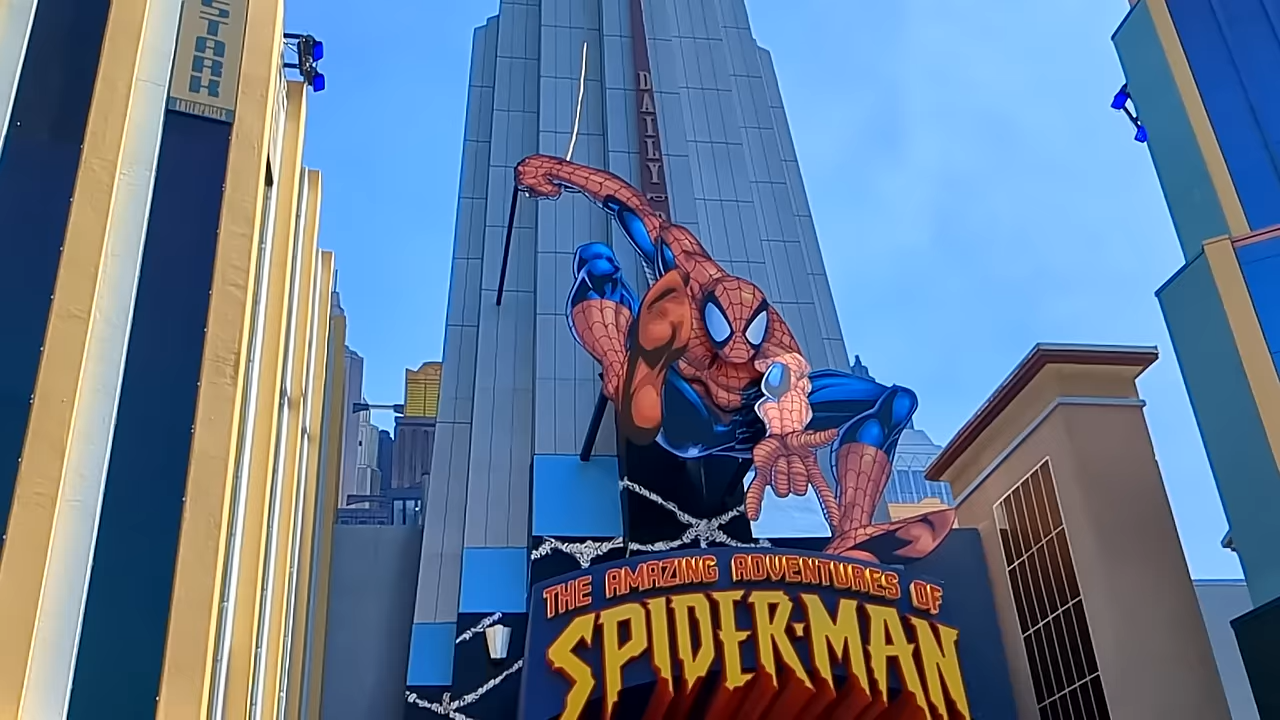 STARK
DAILY
THE AMAZING ADVENTURES OF
SPIDER-MAN